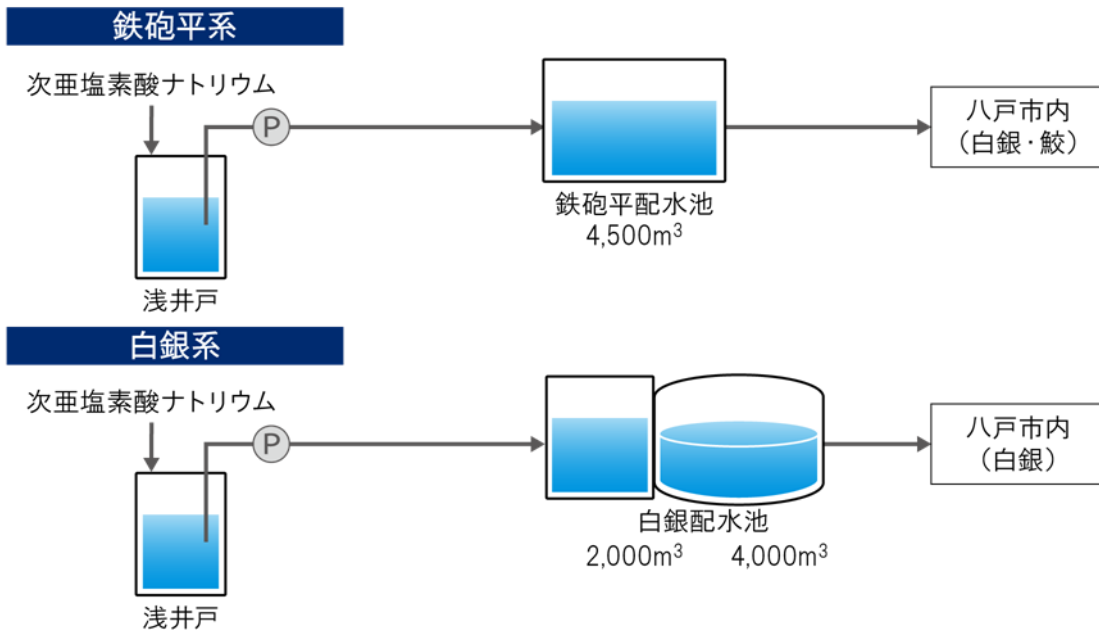 鉄砲平系
次亜塩素酸ナトリウム
P
浅井戸
鉄砲平配水池
4,500m³
八戸市内
（白銀・鮫）
白銀系
次亜塩素酸ナトリウム
P
浅井戸
白銀配水池
2,000m³ 4,000m³
八戸市内
（白銀）